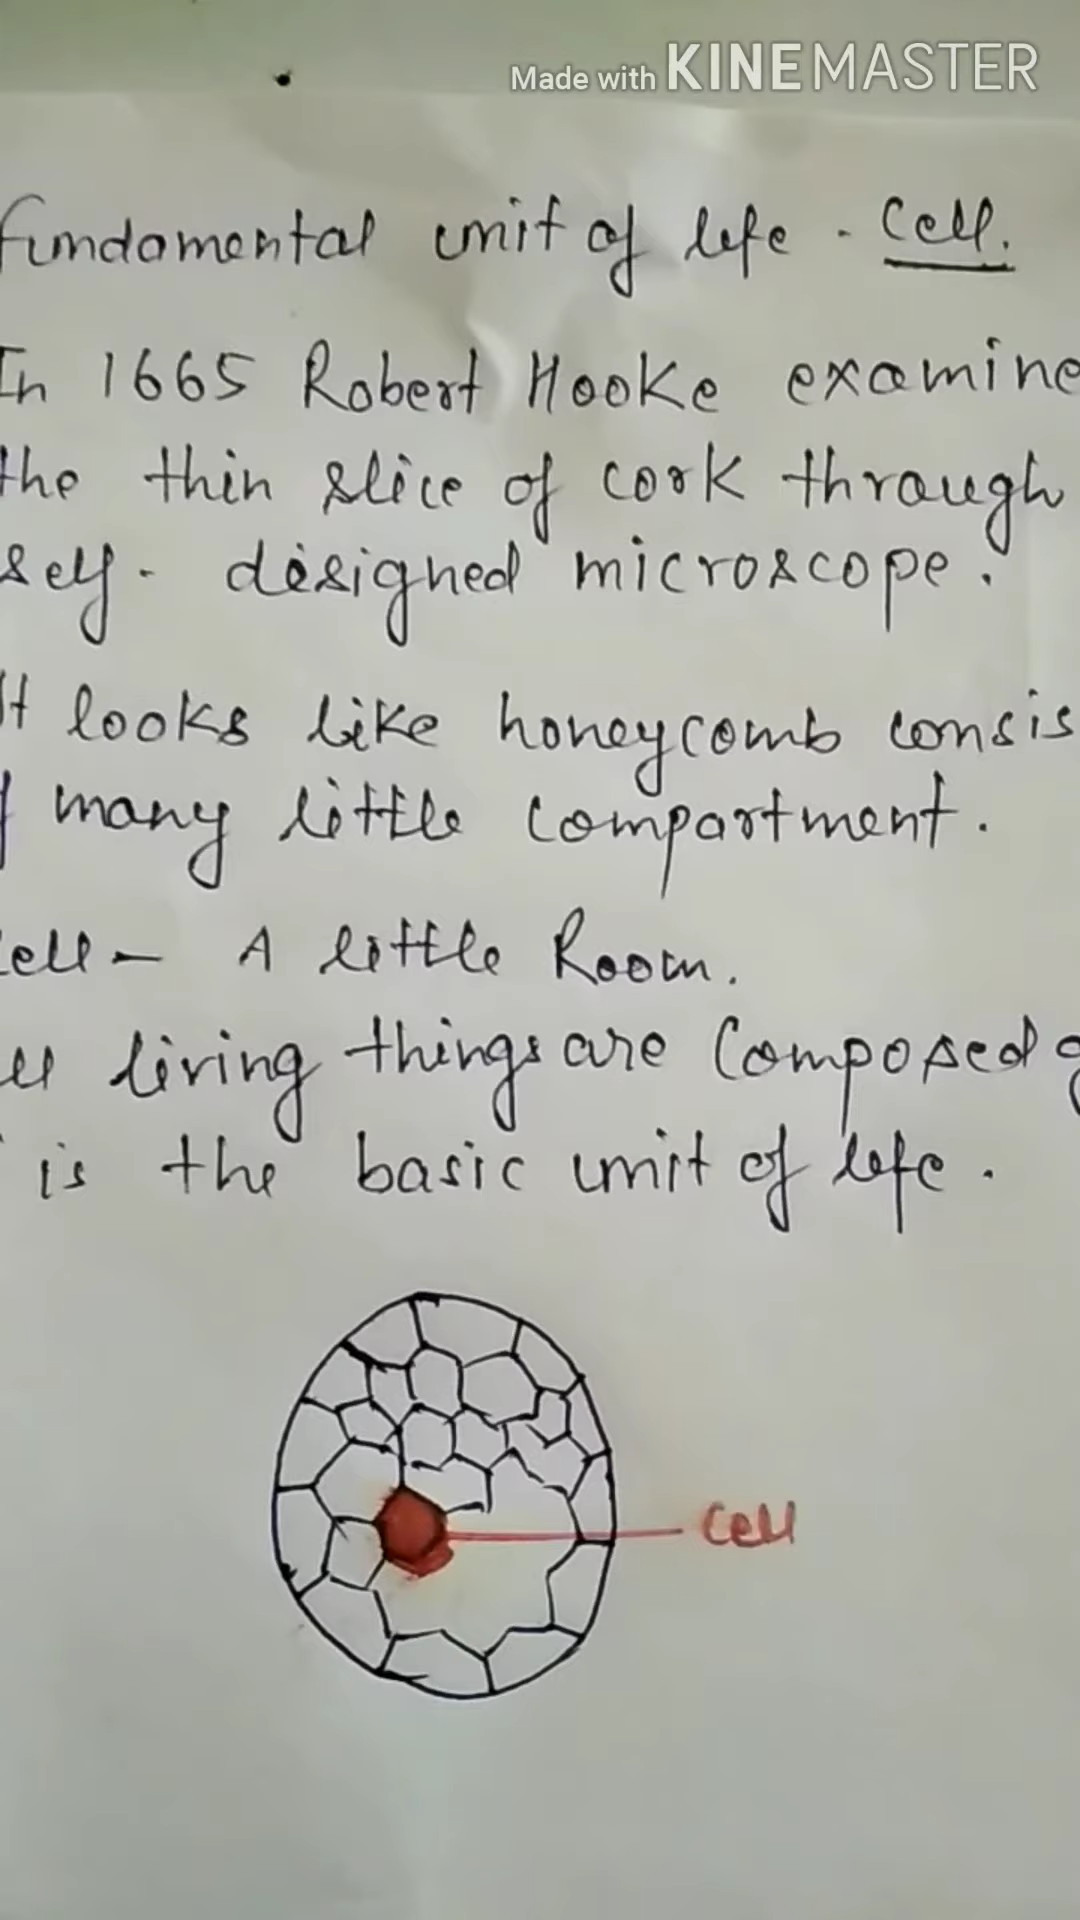 Made with KINEMASTER
fundamental unit of life - Cell.
In 1665 Robert Hooke examine
the thin slice of cork through
self- designed microscope.
It looks like honeycomb consis
many little compartment.
cell - A little Room.
living things are Composed
is the basic unit of life.
Cell